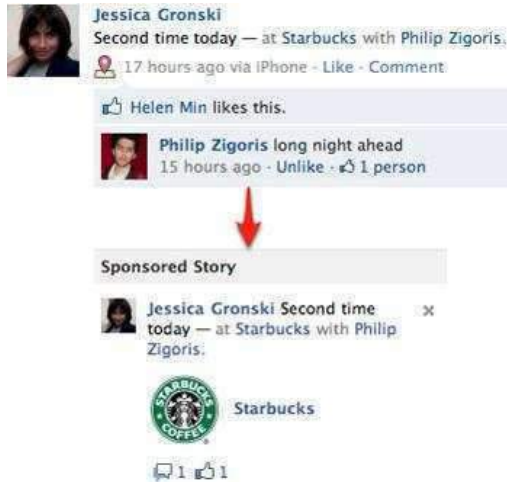 Jessica Gronski
Second time today — at Starbucks with Philip Zigoris.
17 hours ago via iPhone · Like · Comment
Helen Min likes this.
Philip Zigoris long night ahead
15 hours ago · Unlike · 1 person
Sponsored Story
Jessica Gronski Second time
today — at Starbucks with Philip
Zigoris.
STARBUCKS
COFFEE
Starbucks
1 1